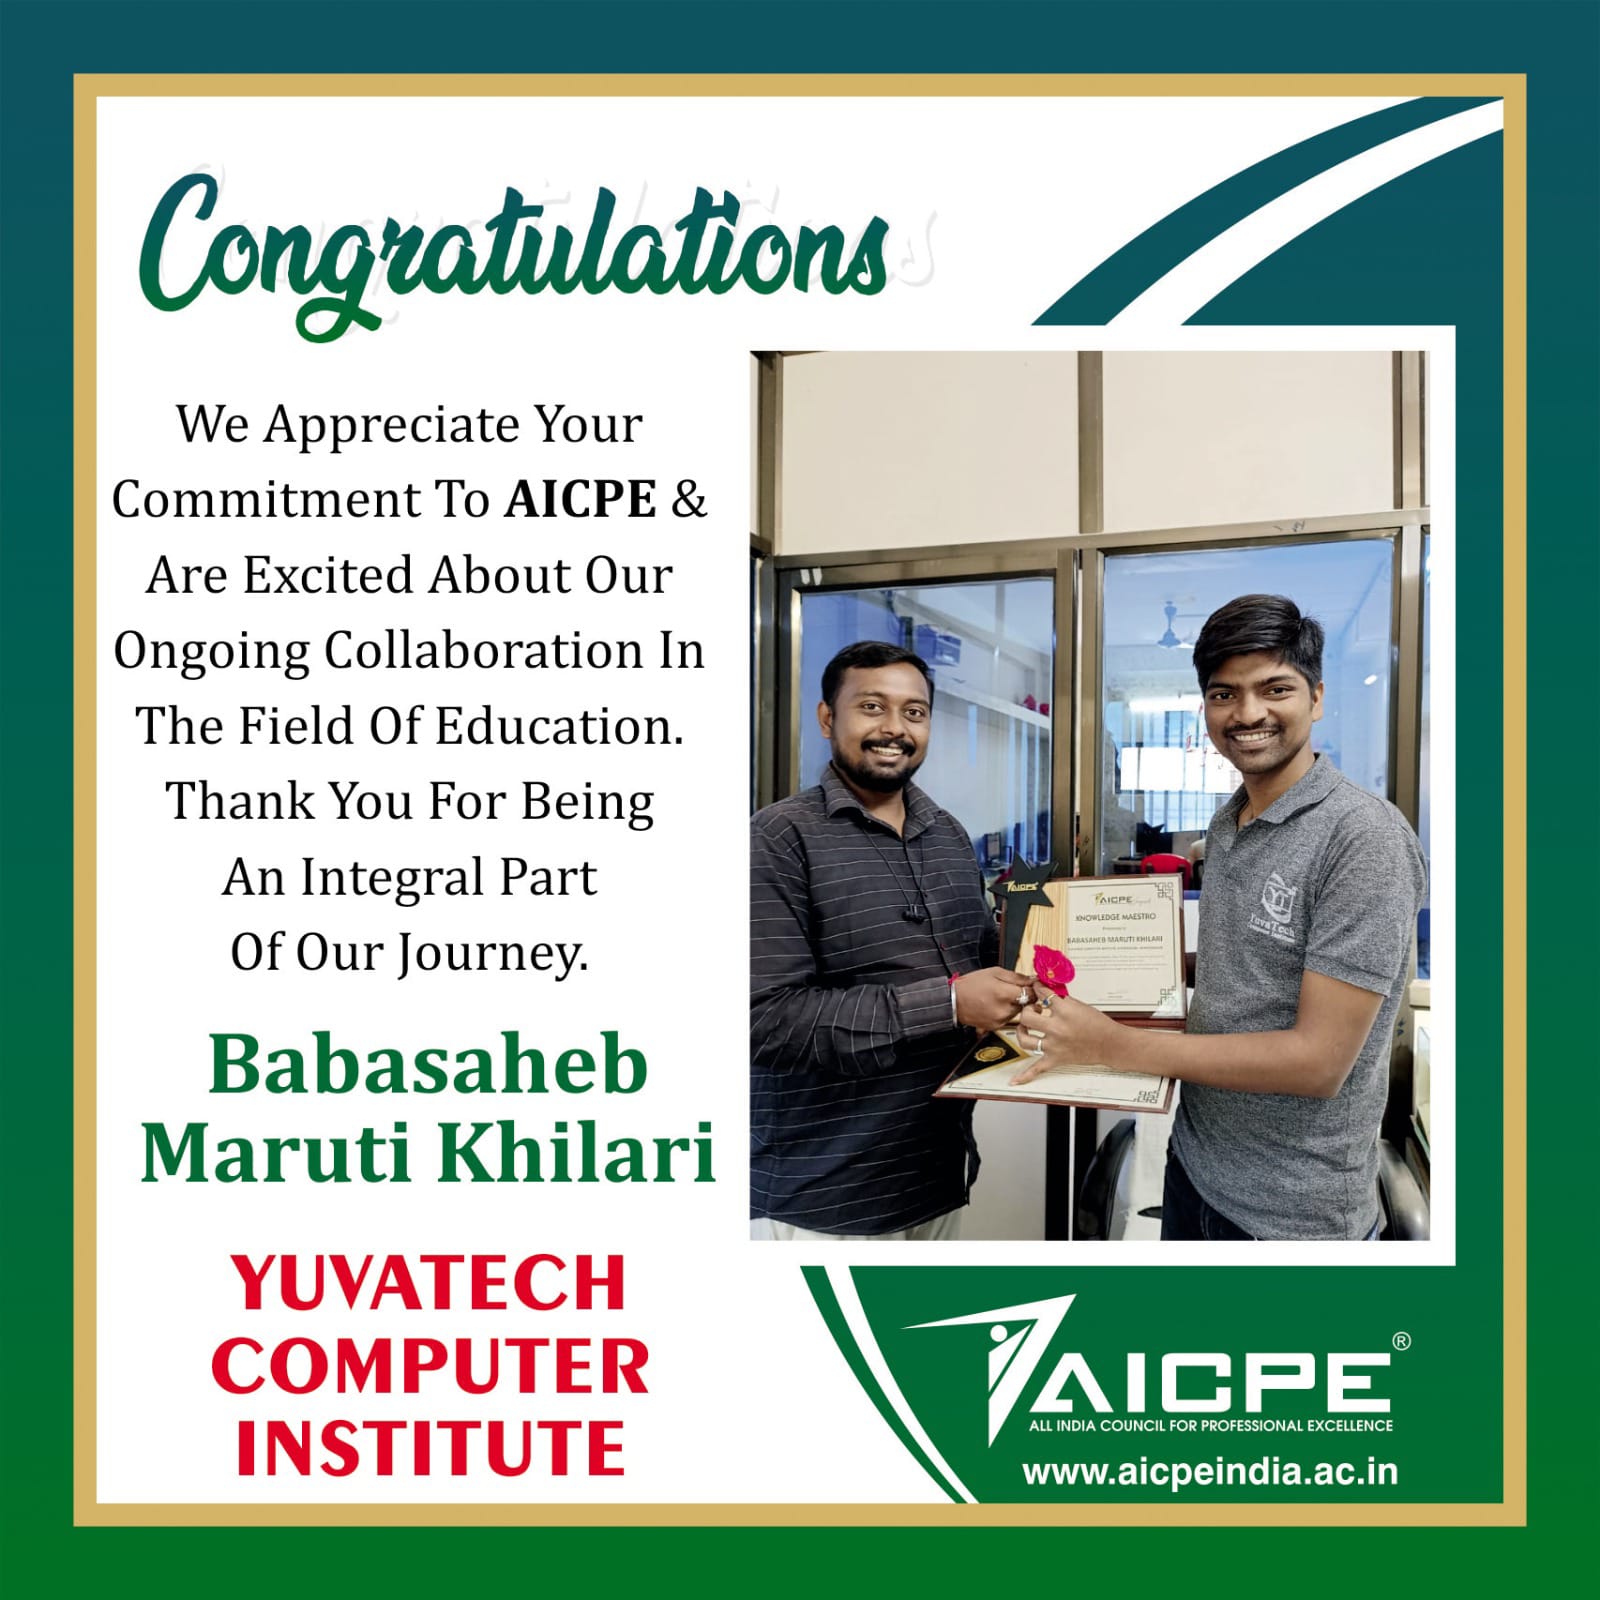 Congratulations
We Appreciate Your
Commitment To AICPE &
Are Excited About Our
Ongoing Collaboration In
The Field Of Education.
Thank You For Being
An Integral Part
Of Our Journey.
Babasaheb
Maruti Khilari
YUVATECH
COMPUTER
INSTITUTE
AICPE
AICPE
KNOWLEDGE MAESTRO
BABASAHEB MARUTI KHILARI
YuvaTech
AICPE®
ALL INDIA COUNCIL FOR PROFESSIONAL EXCELLENCE
www.aicpeindia.ac.in